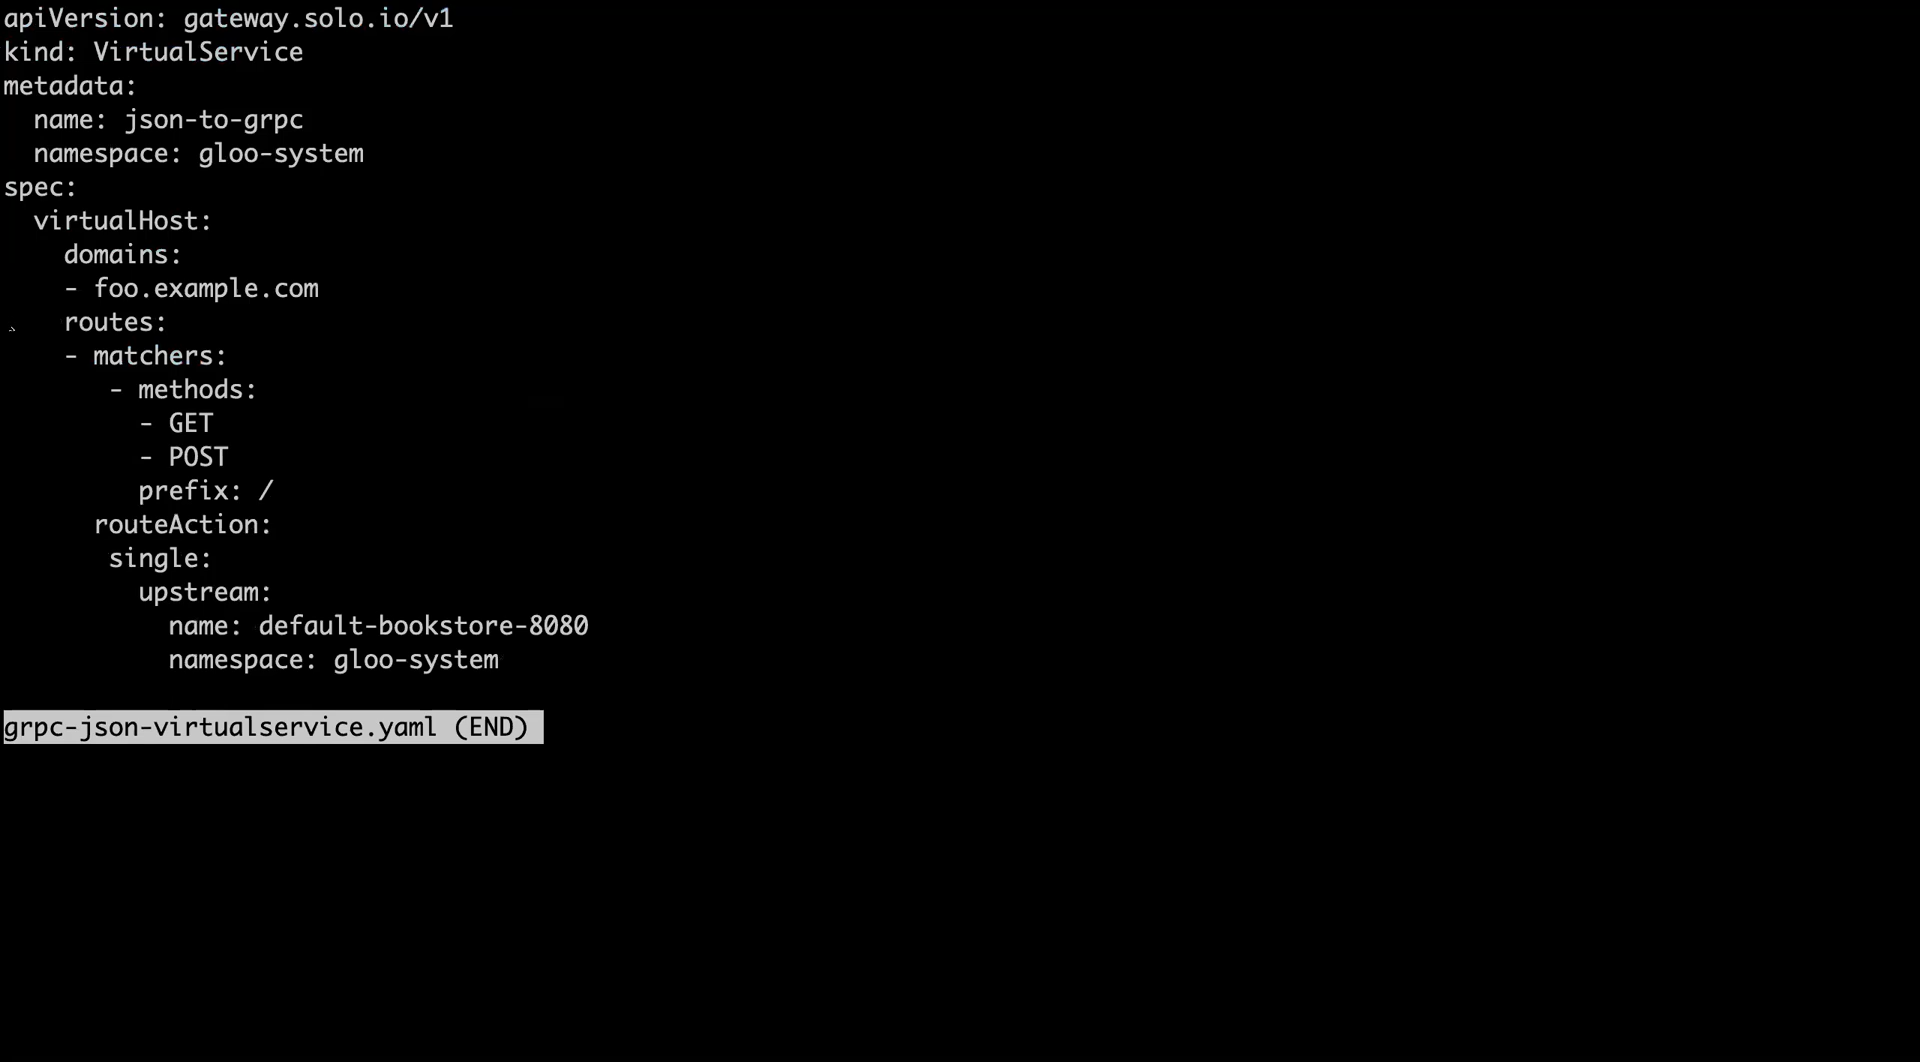 apiVersion: gateway.solo.io/v1
kind: VirtualService
metadata:
  name: json-to-grpc
  namespace: gloo-system
spec:
  virtualHost:
    domains:
    - foo.example.com
    routes:
    - matchers:
       - methods:
         - GET
         - POST
         prefix: /
      routeAction:
       single:
         upstream:
           name: default-bookstore-8080
           namespace: gloo-system
grpc-json-virtualservice.yaml (END)